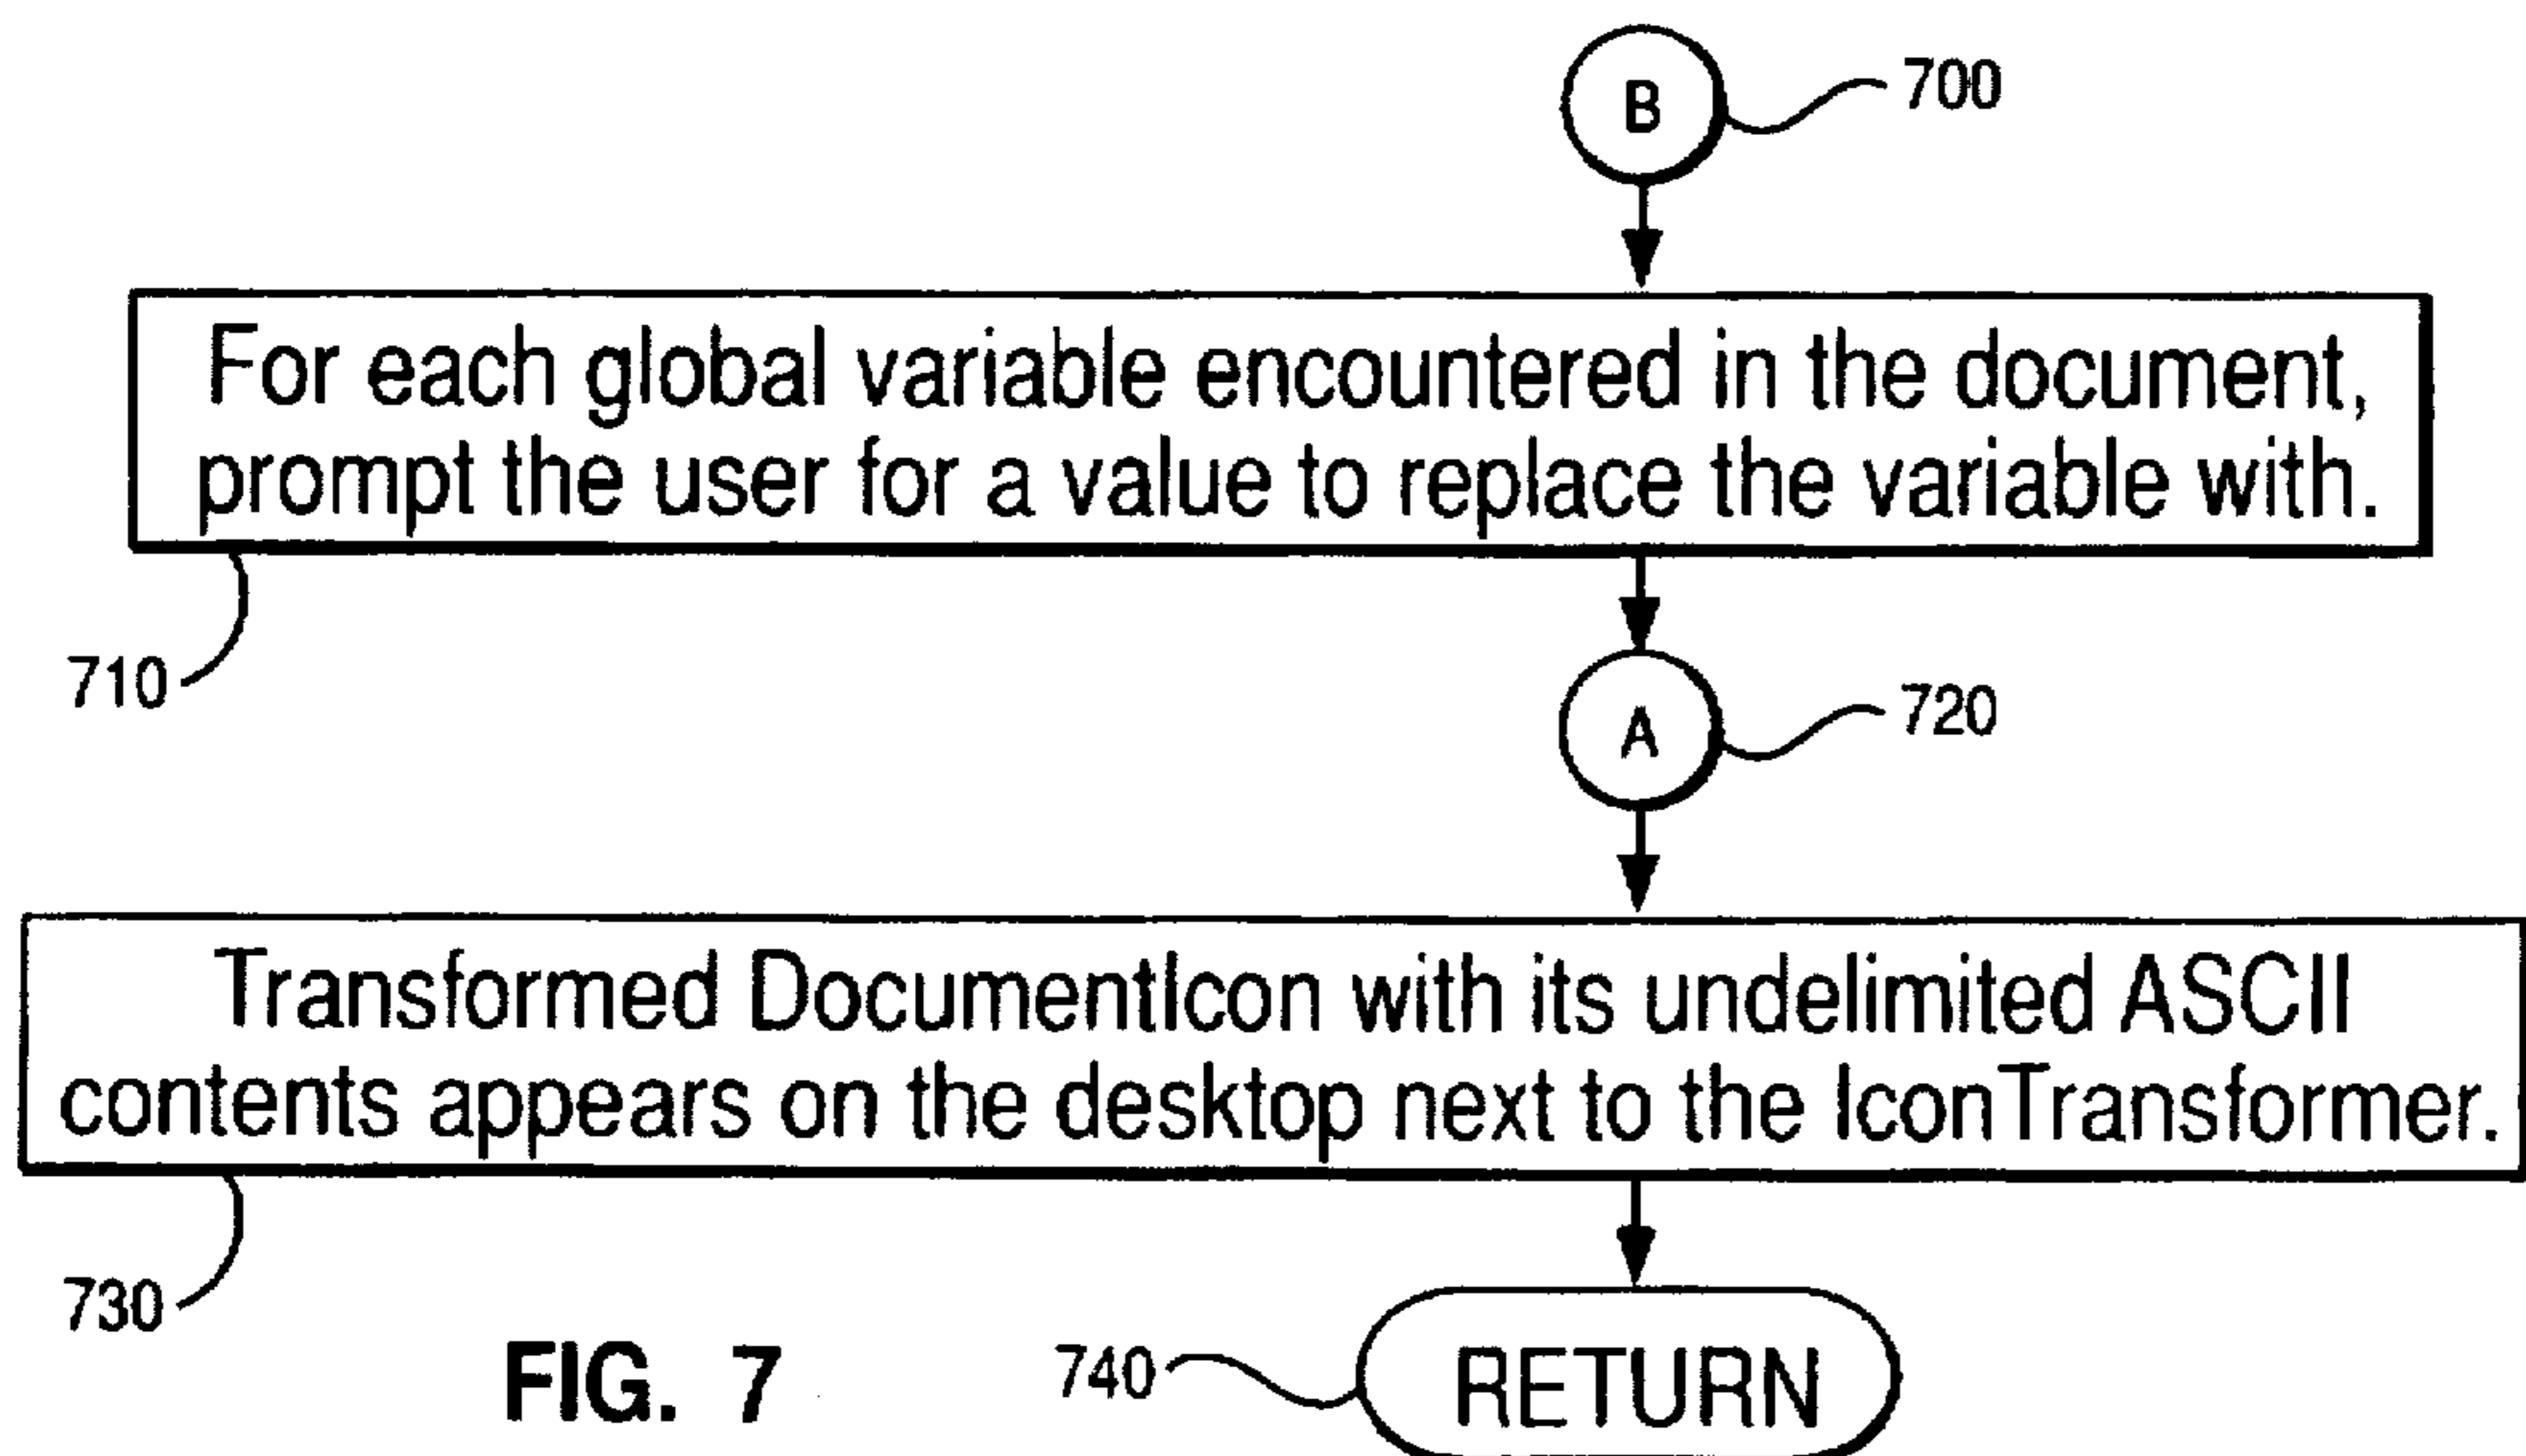 B
700
For each global variable encountered in the document,
prompt the user for a value to replace the variable with.
710
A
720
Transformed DocumentIcon with its undelimited ASCII
contents appears on the desktop next to the IconTransformer.
730
FIG. 7
740
RETURN